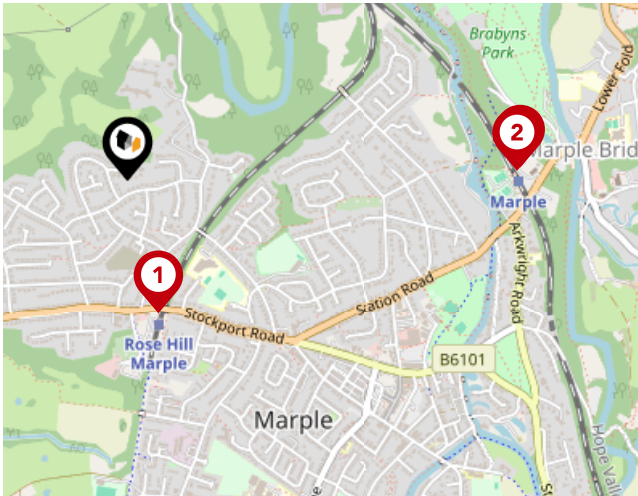 Brabyns
Park
Lower Fold
2
Marple Brid
Marple
Arkwright Road
1
Station Road
Stockport Road
Rose Hill
Marple
B6101
Marple
Hope Vall